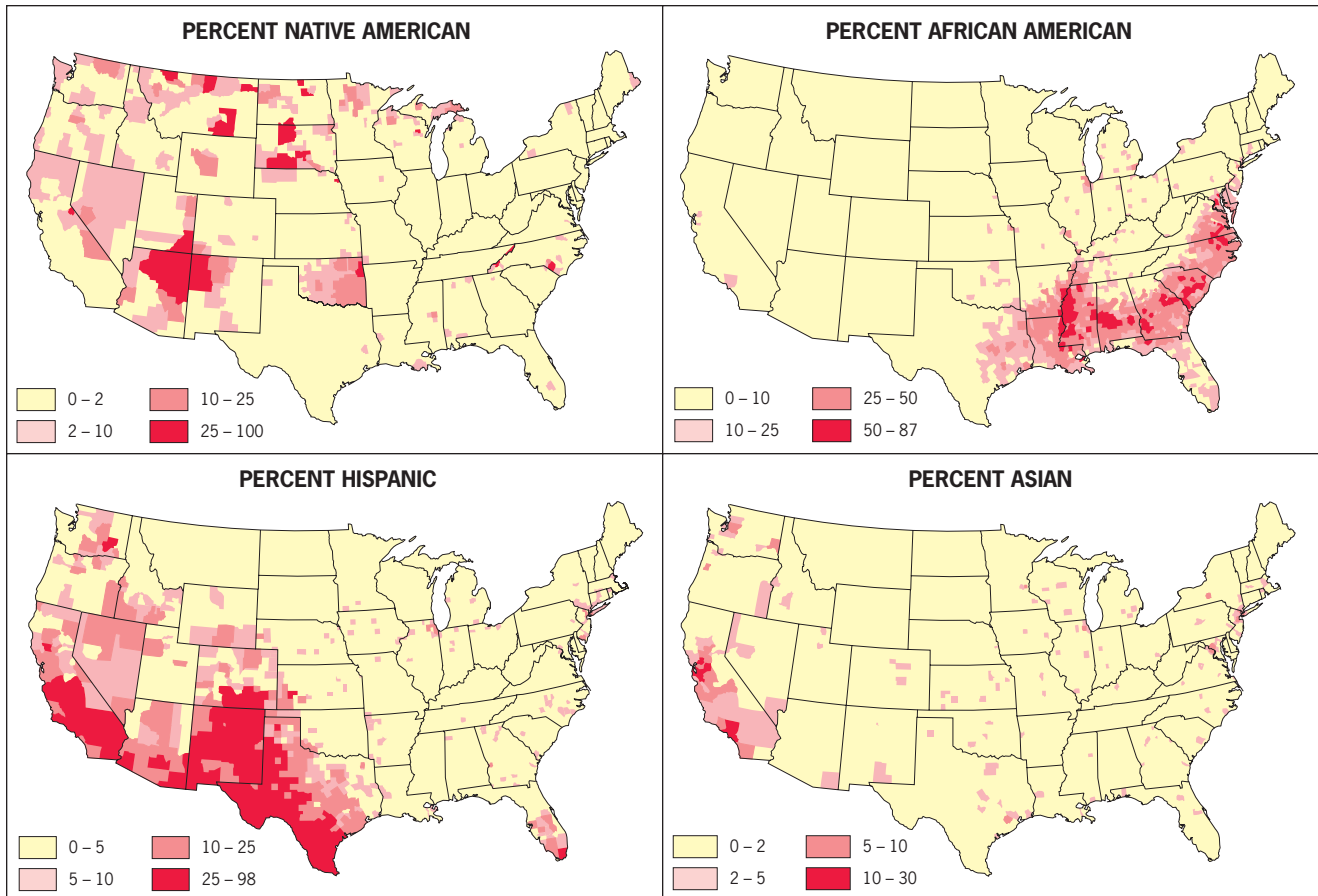 PERCENT NATIVE AMERICAN
0 – 2
2 – 10
10 – 25
25 – 100
PERCENT AFRICAN AMERICAN
0 – 10
10 – 25
25 – 50
50 – 87
PERCENT HISPANIC
0 – 5
5 – 10
10 – 25
25 – 98
PERCENT ASIAN
0 – 2
2 – 5
5 – 10
10 – 30